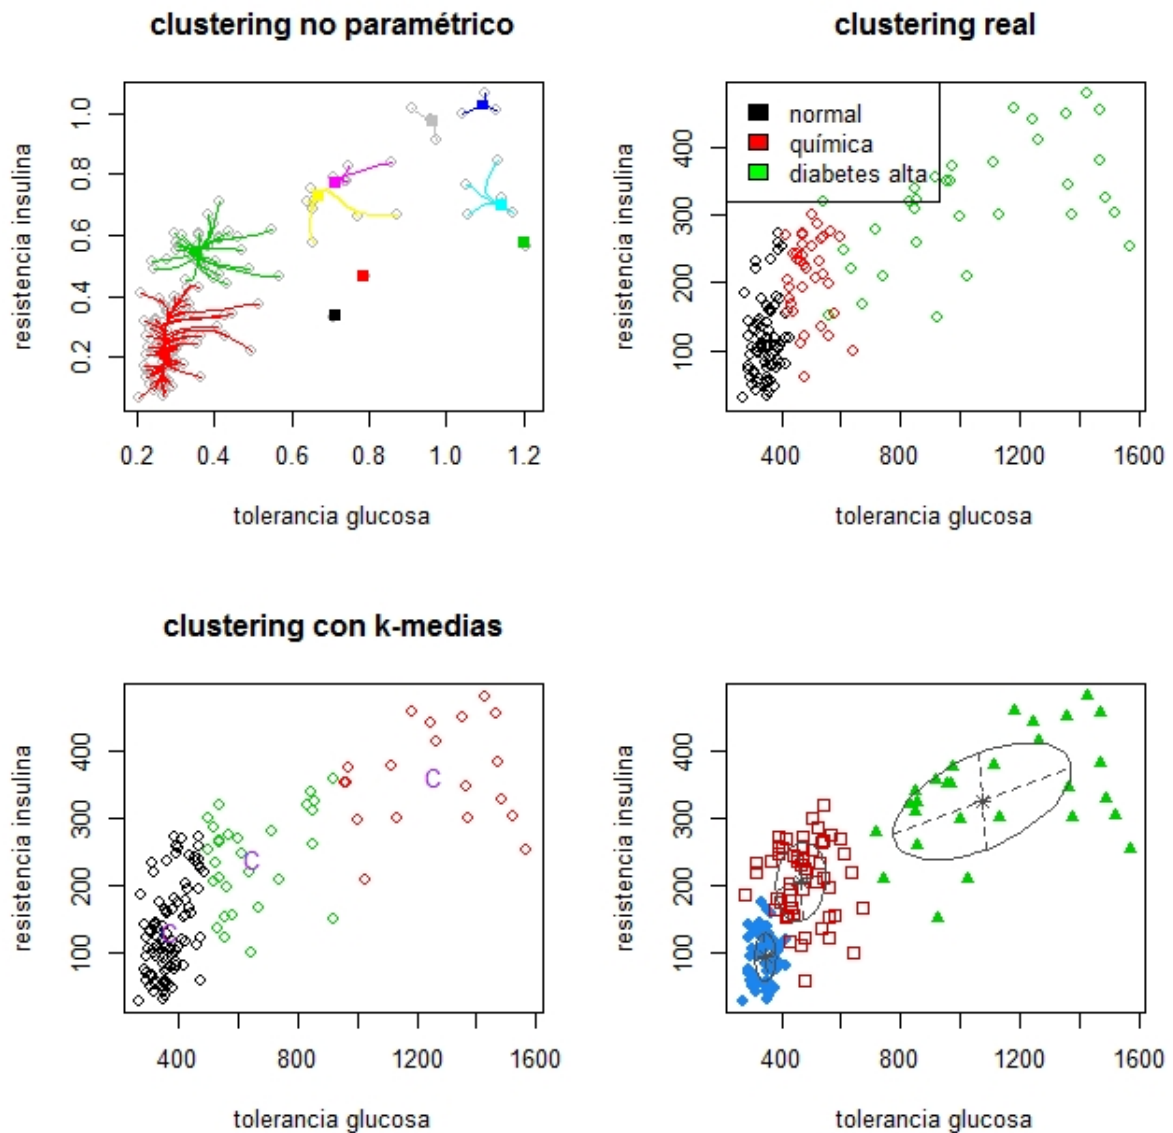 clustering no paramétrico
resistencia insulina
1.0
0.8
0.6
0.4
0.2
0.2 0.4 0.6 0.8 1.0 1.2
tolerancia glucosa
clustering real
normal
química
diabetes alta
resistencia insulina
400
300
200
100
400 800 1200 1600
tolerancia glucosa
clustering con k-medias
resistencia insulina
400
300
200
100
C
C
C
400 800 1200 1600
tolerancia glucosa
resistencia insulina
400
300
200
100
400 800 1200 1600
tolerancia glucosa